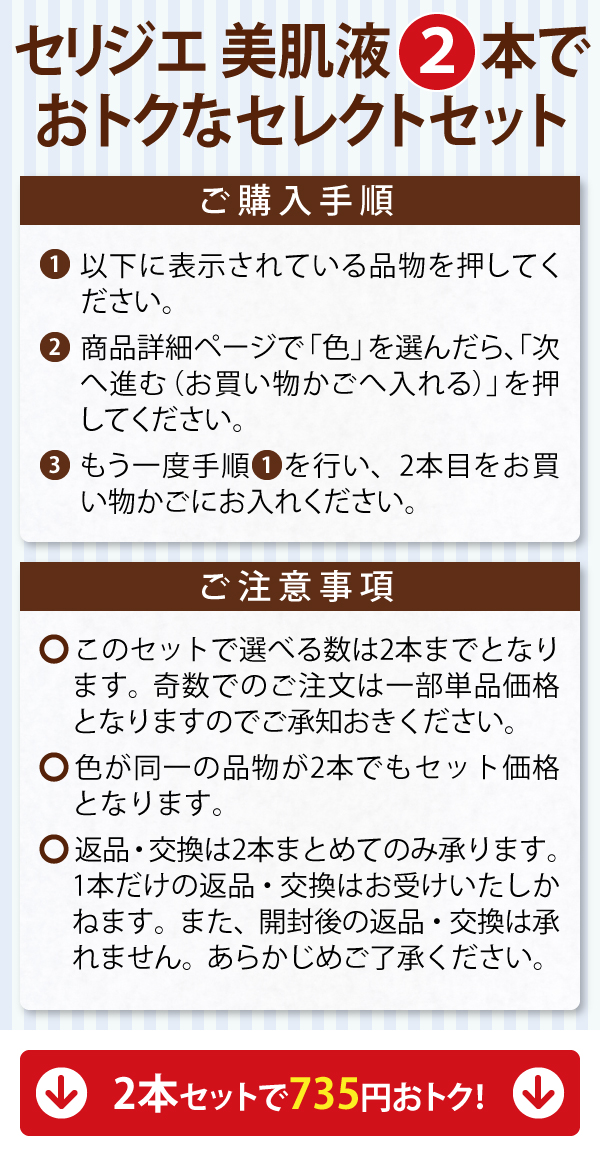 セリジエ 美肌液2本で
おトクなセレクトセット
ご購入手順
❶ 以下に表示されている品物を押してく
ださい。
❷ 商品詳細ページで「色」を選んだら、「次
へ進む（お買い物かごへ入れる）」を押
してください。
❸ もう一度手順❶を行い、2本目をお買
い物かごにお入れください。
ご注意事項
○ このセットで選べる数は2本までとなり
ます。奇数でのご注文は一部単品価格
となりますのでご承知おきください。
○ 色が同一の品物が2本でもセット価格
となります。
○ 返品・交換は2本まとめてのみ承ります。
1本だけの返品・交換はお受けいたしか
ねます。また、開封後の返品・交換は承
れません。あらかじめご了承ください。
2本セットで735円おトク!